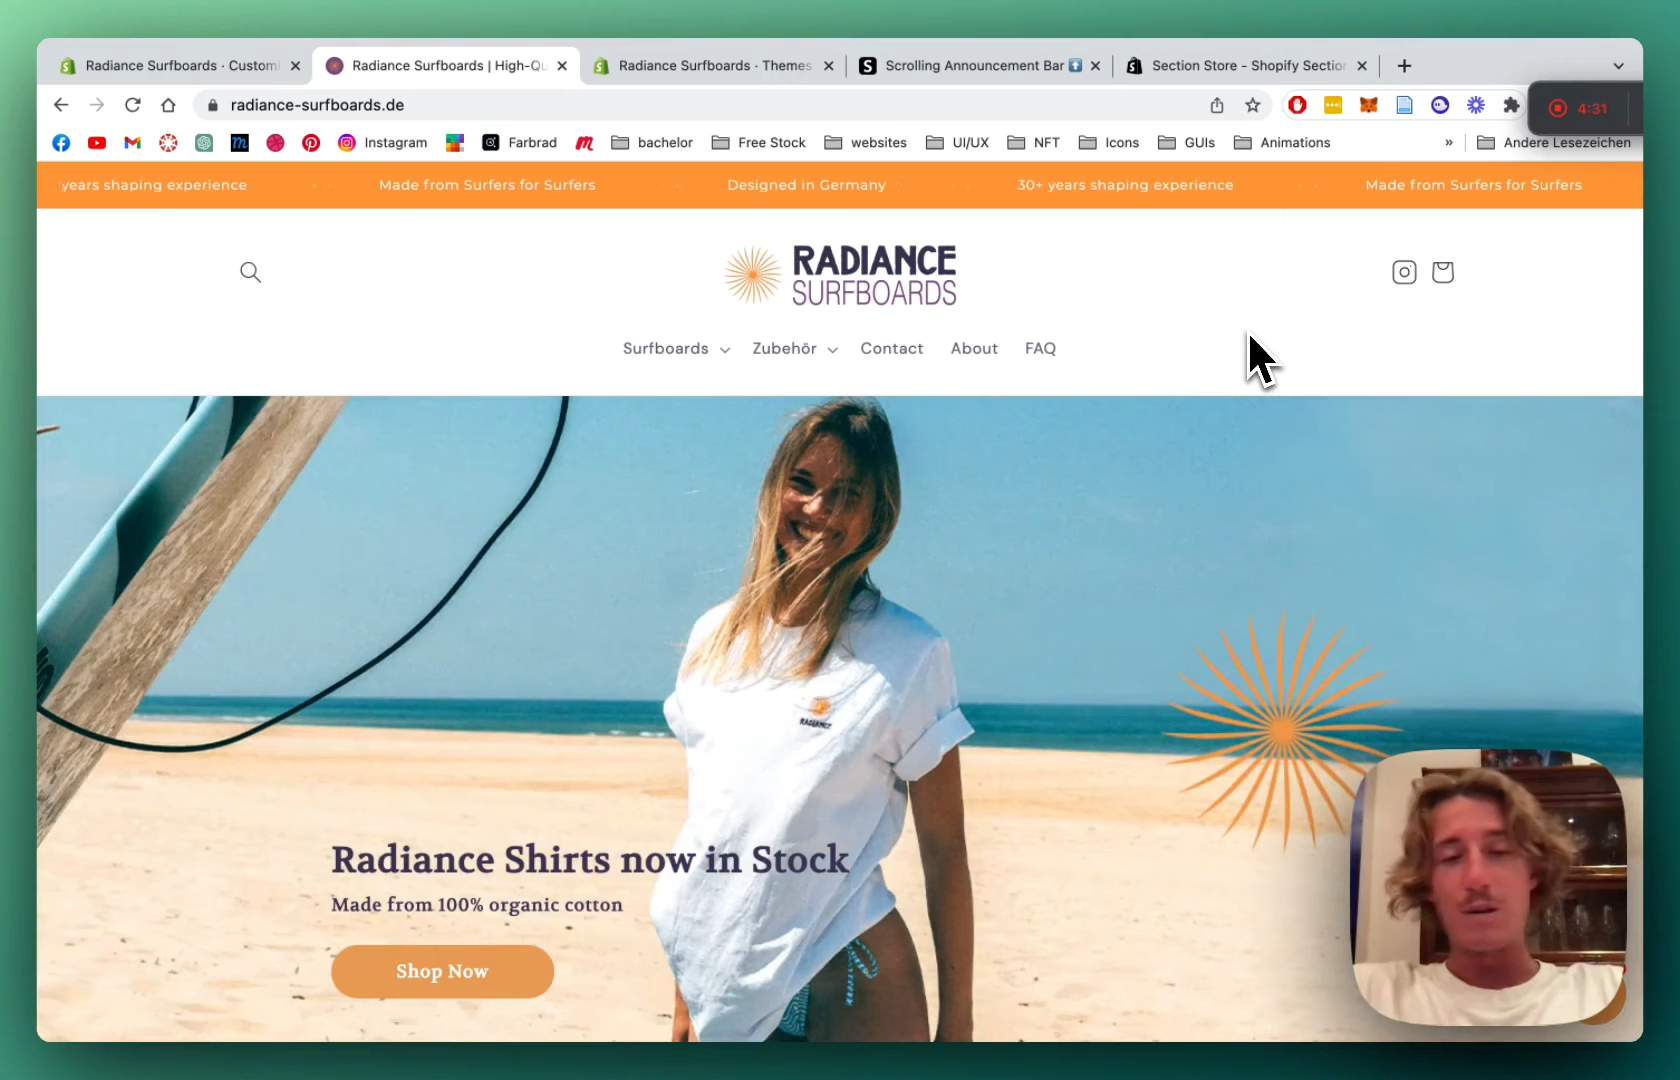 Radiance Surfboards · Customi
Radiance Surfboards | High-Qu
Radiance Surfboards · Themes
Scrolling Announcement Bar
Section Store - Shopify Section
radiance-surfboards.de
4:31
Instagram
Farbrad
bachelor
Free Stock
websites
UI/UX
NFT
Icons
GUIs
Animations
»
Andere Lesezeichen
years shaping experience
Made from Surfers for Surfers
Designed in Germany
30+ years shaping experience
Made from Surfers for Surfers
RADIANCE
SURFBOARDS
Surfboards
Zubehör
Contact
About
FAQ
RADIANCE
Radiance Shirts now in Stock
Made from 100% organic cotton
Shop Now